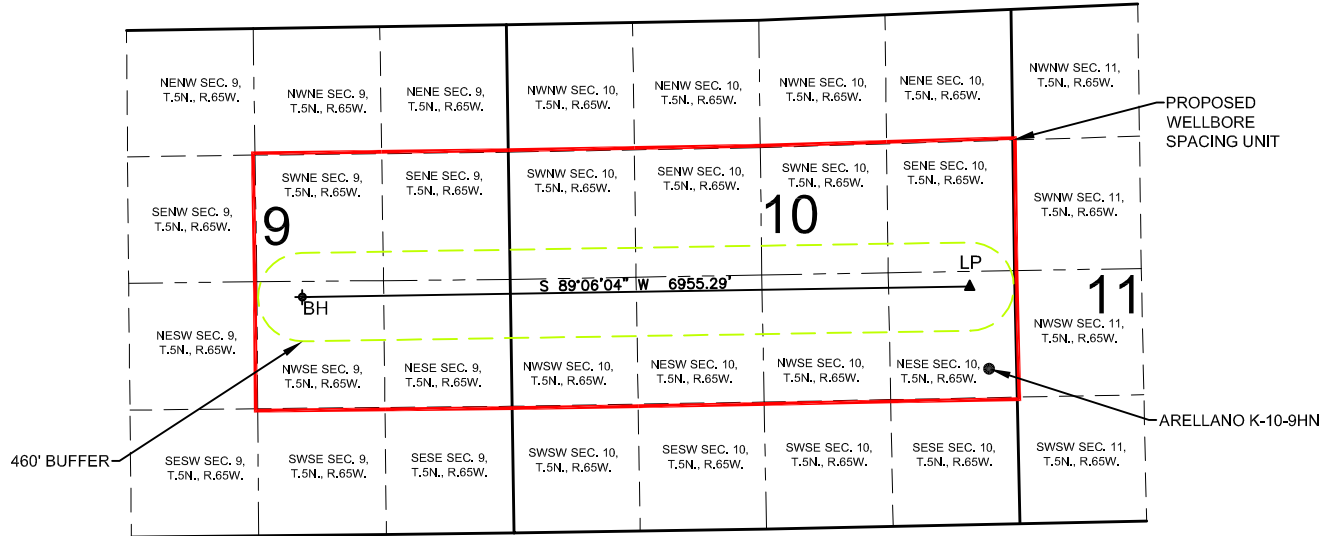 NENW SEC. 9,
T.5N., R.65W.
NWNE SEC. 9,
T.5N., R.65W.
NENE SEC. 9,
T.5N., R.65W.
NWNW SEC. 10,
T.5N., R.65W.
NENW SEC. 10,
T.5N., R.65W.
NWNE SEC. 10,
T.5N., R.65W.
NENE SEC. 10,
T.5N., R.65W.
NWNW SEC. 11,
T.5N., R.65W.
PROPOSED
WELLBORE
SPACING UNIT
SENW SEC. 9,
T.5N., R.65W.
SWNE SEC. 9,
T.5N., R.65W.
SENE SEC. 9,
T.5N., R.65W.
SWNW SEC. 10,
T.5N., R.65W.
SENW SEC. 10,
T.5N., R.65W.
SWNE SEC. 10,
T.5N., R.65W.
SENE SEC. 10,
T.5N., R.65W.
SWNW SEC. 11,
T.5N., R.65W.
9
10
11
BH
S 89°06'04" W 6955.29'
LP
NESW SEC. 9,
T.5N., R.65W.
NWSE SEC. 9,
T.5N., R.65W.
NESE SEC. 9,
T.5N., R.65W.
NWSW SEC. 10,
T.5N., R.65W.
NESW SEC. 10,
T.5N., R.65W.
NWSE SEC. 10,
T.5N., R.65W.
NESE SEC. 10,
T.5N., R.65W.
NWSW SEC. 11,
T.5N., R.65W.
ARELLANO K-10-9HN
460' BUFFER
SESW SEC. 9,
T.5N., R.65W.
SWSE SEC. 9,
T.5N., R.65W.
SESE SEC. 9,
T.5N., R.65W.
SWSW SEC. 10,
T.5N., R.65W.
SESW SEC. 10,
T.5N., R.65W.
SWSE SEC. 10,
T.5N., R.65W.
SESE SEC. 10,
T.5N., R.65W.
SWSW SEC. 11,
T.5N., R.65W.